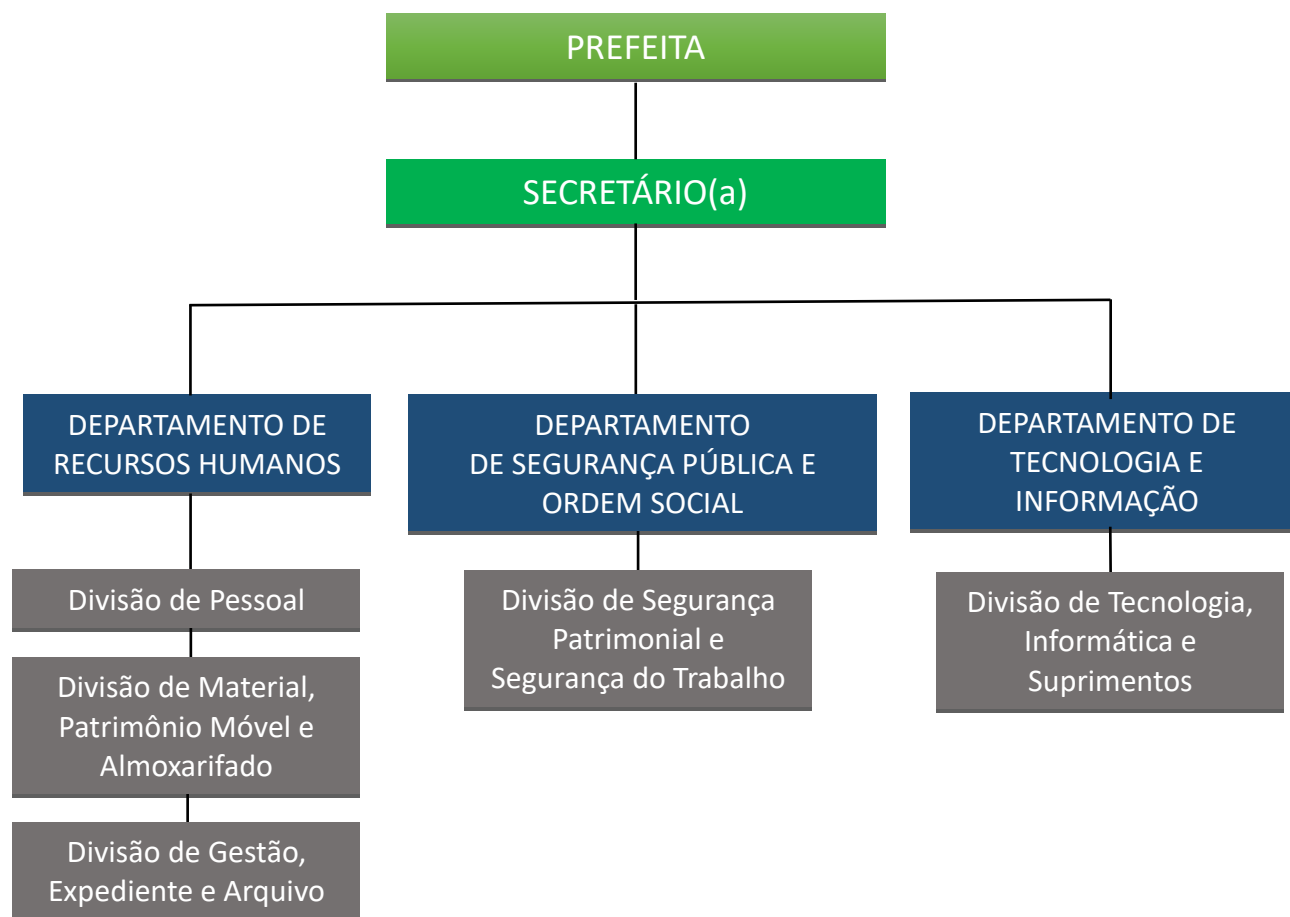 PREFEITA
SECRETÁRIO(a)
DEPARTAMENTO DE
RECURSOS HUMANOS
DEPARTAMENTO
DE SEGURANÇA PÚBLICA E
ORDEM SOCIAL
DEPARTAMENTO DE
TECNOLOGIA E
INFORMAÇÃO
Divisão de Pessoal
Divisão de Material,
Patrimônio Móvel e
Almoxarifado
Divisão de Gestão,
Expediente e Arquivo
Divisão de Segurança
Patrimonial e
Segurança do Trabalho
Divisão de Tecnologia,
Informática e
Suprimentos